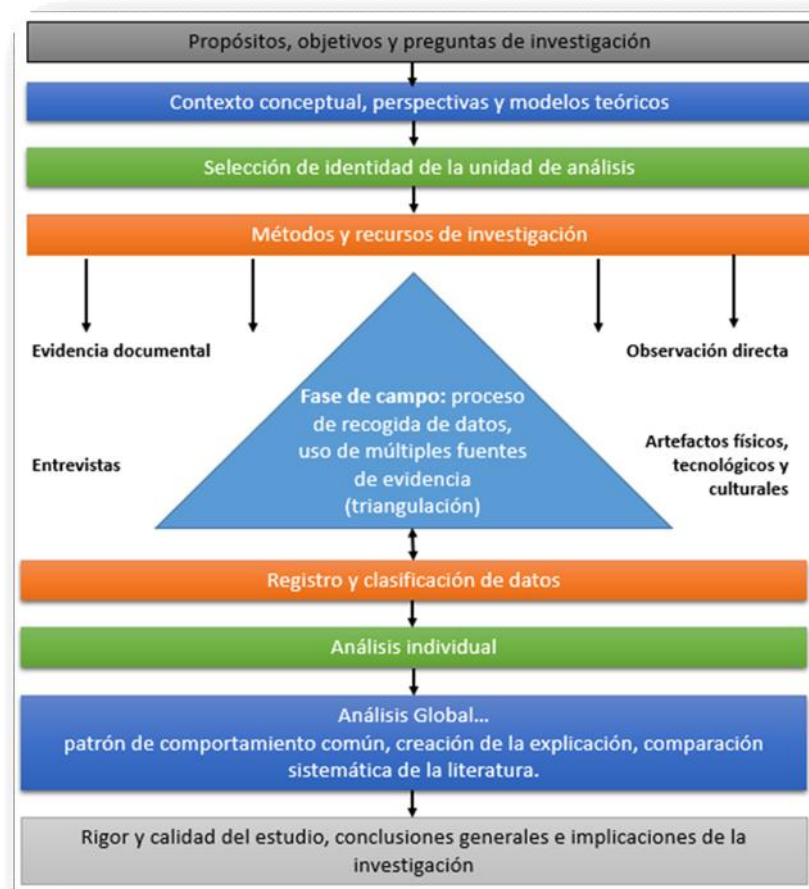 Propósitos, objetivos y preguntas de investigación
Contexto conceptual, perspectivas y modelos teóricos
Selección de identidad de la unidad de análisis
Métodos y recursos de investigación
Evidencia documental
Observación directa
Fase de campo: proceso
de recogida de datos,
uso de múltiples fuentes
de evidencia
(triangulación)
Entrevistas
Artefactos físicos,
tecnológicos y
culturales
Registro y clasificación de datos
Análisis individual
Análisis Global...
patrón de comportamiento común, creación de la explicación, comparación
sistemática de la literatura.
Rigor y calidad del estudio, conclusiones generales e implicaciones de la
investigación